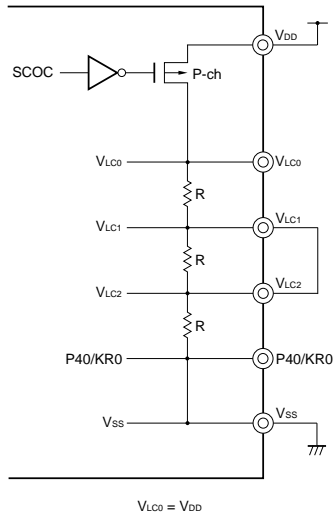 VDD
SCOC
P-ch
VLC0
VLC0
R
VLC1
VLC1
R
VLC2
VLC2
R
P40/KR0
P40/KR0
VSS
VSS
VLC0 = VDD